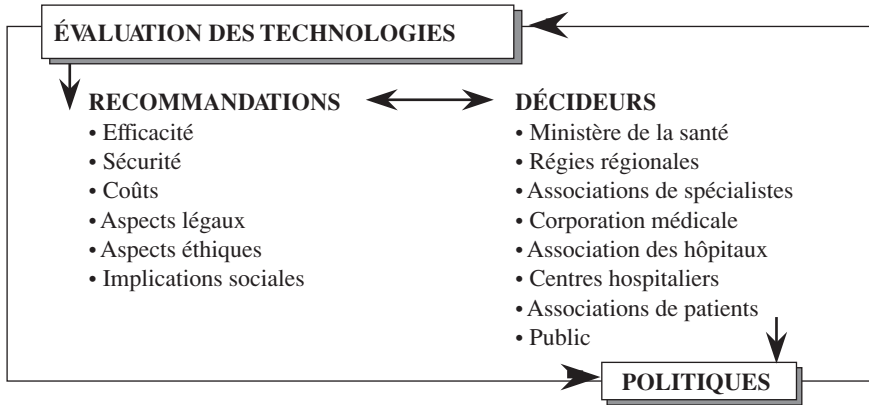 ÉVALUATION DES TECHNOLOGIES
RECOMMANDATIONS
• Efficacité
• Sécurité
• Coûts
• Aspects légaux
• Aspects éthiques
• Implications sociales
DÉCIDEURS
• Ministère de la santé
• Régies régionales
• Associations de spécialistes
• Corporation médicale
• Association des hôpitaux
• Centres hospitaliers
• Associations de patients
• Public
POLITIQUES